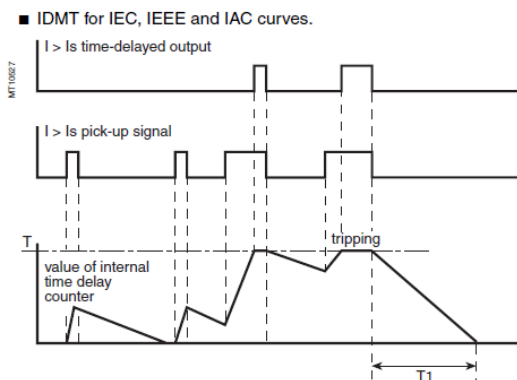 ■ IDMT for IEC, IEEE and IAC curves.
I > Is time-delayed output
MT10527
I > Is pick-up signal
T
tripping
value of internal
time delay
counter
T1